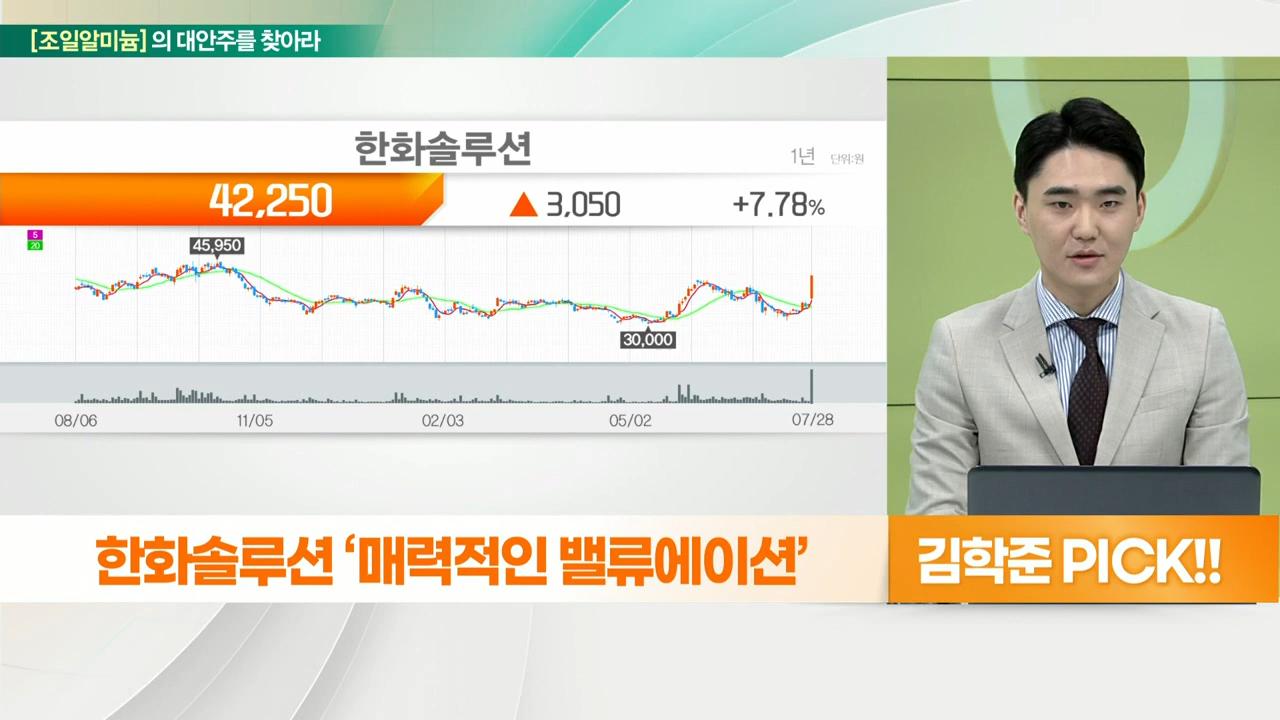 [조일알미늄] 의 대안주를 찾아라
한화솔루션
1년 단위:원
42,250 ▲ 3,050 +7.78%
5
20
45,950
30,000
08/06 11/05 02/03 05/02 07/28
한화솔루션 ‘매력적인 밸류에이션’
김학준 PICK!!